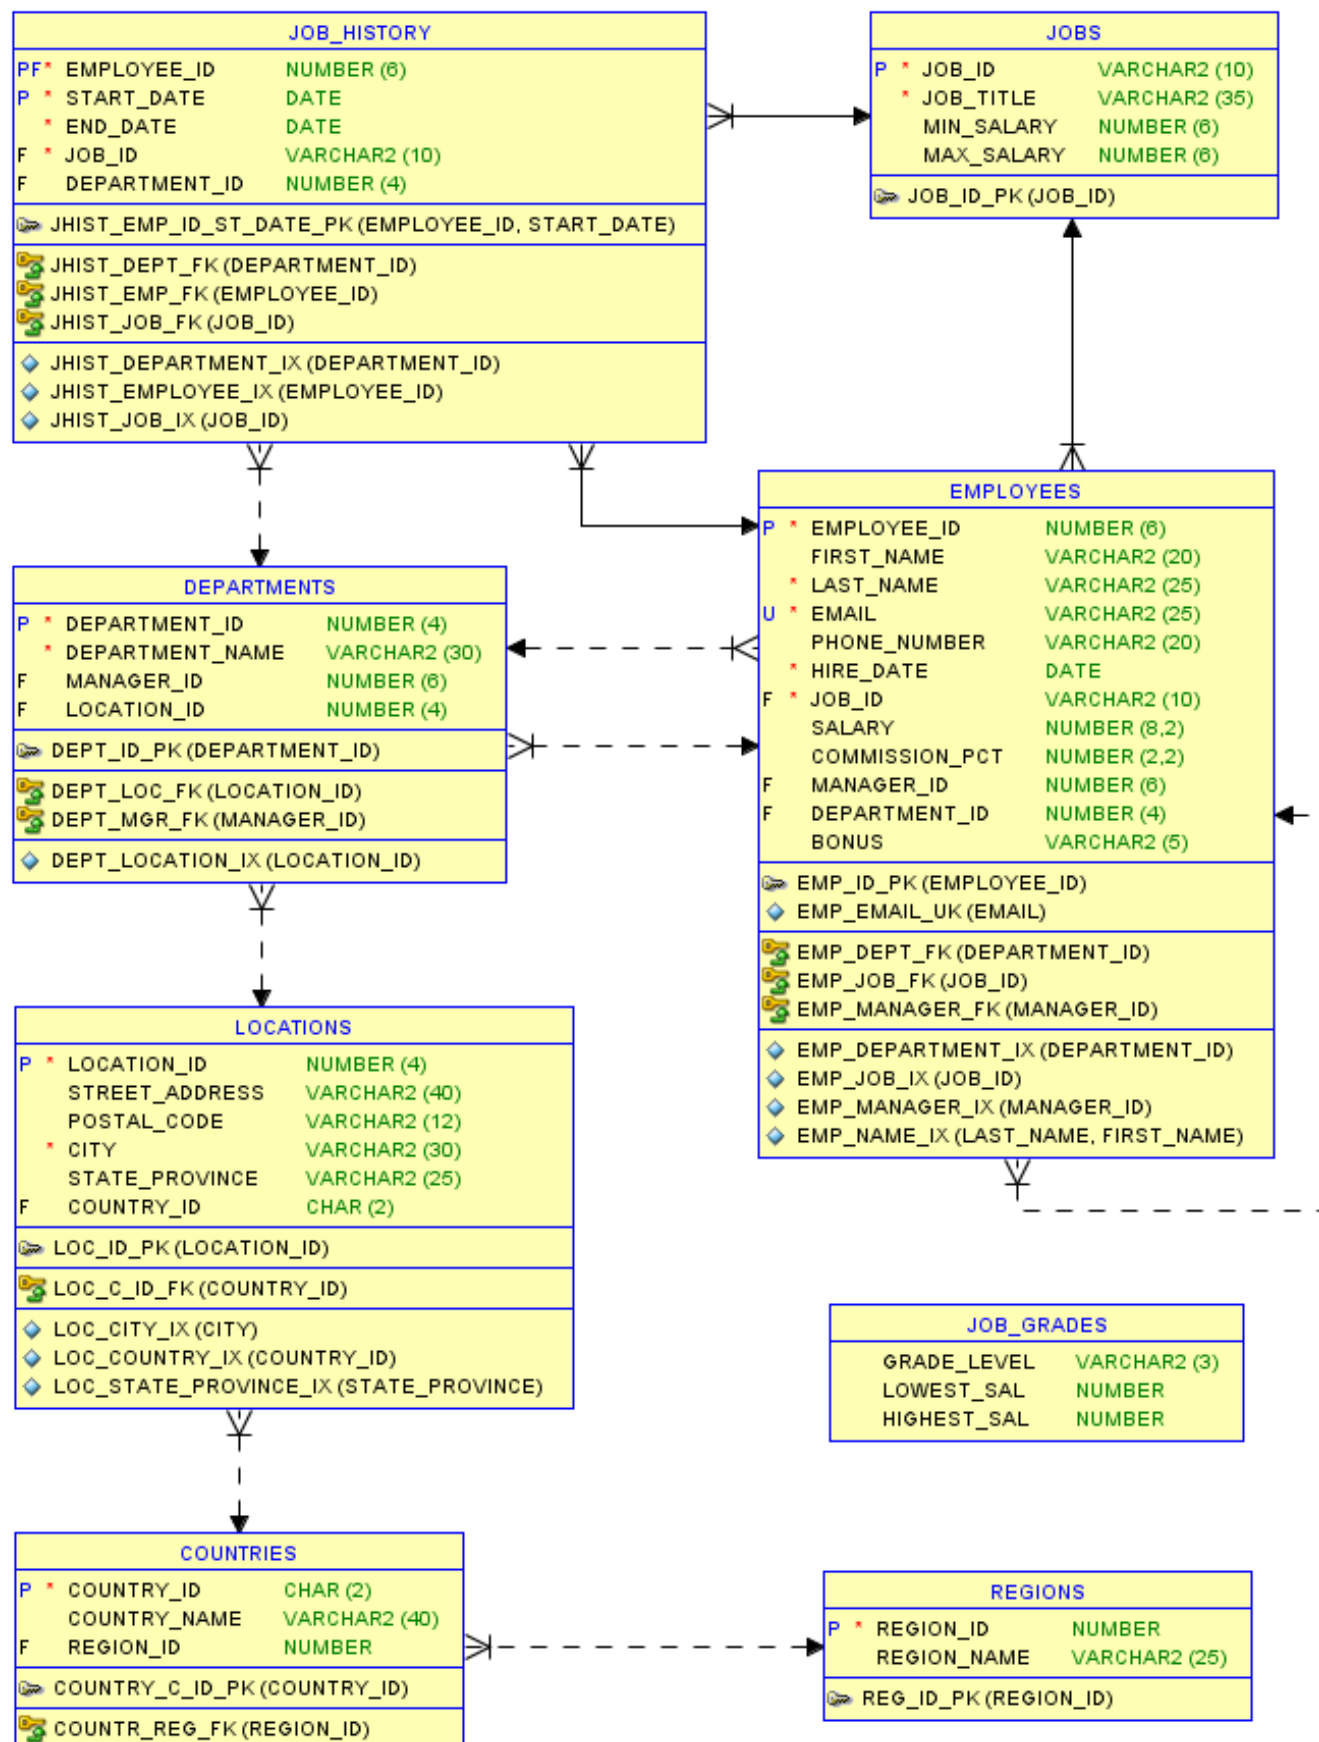 JOB_HISTORY
PF* EMPLOYEE_ID NUMBER (6)
P * START_DATE DATE
* END_DATE DATE
F * JOB_ID VARCHAR2 (10)
F DEPARTMENT_ID NUMBER (4)
JHIST_EMP_ID_ST_DATE_PK (EMPLOYEE_ID, START_DATE)
JHIST_DEPT_FK (DEPARTMENT_ID)
JHIST_EMP_FK (EMPLOYEE_ID)
JHIST_JOB_FK (JOB_ID)
JHIST_DEPARTMENT_IX (DEPARTMENT_ID)
JHIST_EMPLOYEE_IX (EMPLOYEE_ID)
JHIST_JOB_IX (JOB_ID)
JOBS
P * JOB_ID VARCHAR2 (10)
* JOB_TITLE VARCHAR2 (35)
MIN_SALARY NUMBER (6)
MAX_SALARY NUMBER (6)
JOB_ID_PK (JOB_ID)
EMPLOYEES
P * EMPLOYEE_ID NUMBER (6)
FIRST_NAME VARCHAR2 (20)
* LAST_NAME VARCHAR2 (25)
U * EMAIL VARCHAR2 (25)
PHONE_NUMBER VARCHAR2 (20)
* HIRE_DATE DATE
F * JOB_ID VARCHAR2 (10)
SALARY NUMBER (8,2)
COMMISSION_PCT NUMBER (2,2)
F MANAGER_ID NUMBER (6)
F DEPARTMENT_ID NUMBER (4)
BONUS VARCHAR2 (5)
EMP_ID_PK (EMPLOYEE_ID)
EMP_EMAIL_UK (EMAIL)
EMP_DEPT_FK (DEPARTMENT_ID)
EMP_JOB_FK (JOB_ID)
EMP_MANAGER_FK (MANAGER_ID)
EMP_DEPARTMENT_IX (DEPARTMENT_ID)
EMP_JOB_IX (JOB_ID)
EMP_MANAGER_IX (MANAGER_ID)
EMP_NAME_IX (LAST_NAME, FIRST_NAME)
DEPARTMENTS
P * DEPARTMENT_ID NUMBER (4)
* DEPARTMENT_NAME VARCHAR2 (30)
F MANAGER_ID NUMBER (6)
F LOCATION_ID NUMBER (4)
DEPT_ID_PK (DEPARTMENT_ID)
DEPT_LOC_FK (LOCATION_ID)
DEPT_MGR_FK (MANAGER_ID)
DEPT_LOCATION_IX (LOCATION_ID)
LOCATIONS
P * LOCATION_ID NUMBER (4)
STREET_ADDRESS VARCHAR2 (40)
POSTAL_CODE VARCHAR2 (12)
* CITY VARCHAR2 (30)
STATE_PROVINCE VARCHAR2 (25)
F COUNTRY_ID CHAR (2)
LOC_ID_PK (LOCATION_ID)
LOC_C_ID_FK (COUNTRY_ID)
LOC_CITY_IX (CITY)
LOC_COUNTRY_IX (COUNTRY_ID)
LOC_STATE_PROVINCE_IX (STATE_PROVINCE)
JOB_GRADES
GRADE_LEVEL VARCHAR2 (3)
LOWEST_SAL NUMBER
HIGHEST_SAL NUMBER
COUNTRIES
P * COUNTRY_ID CHAR (2)
COUNTRY_NAME VARCHAR2 (40)
F REGION_ID NUMBER
COUNTRY_C_ID_PK (COUNTRY_ID)
COUNTR_REG_FK (REGION_ID)
REGIONS
P * REGION_ID NUMBER
REGION_NAME VARCHAR2 (25)
REG_ID_PK (REGION_ID)